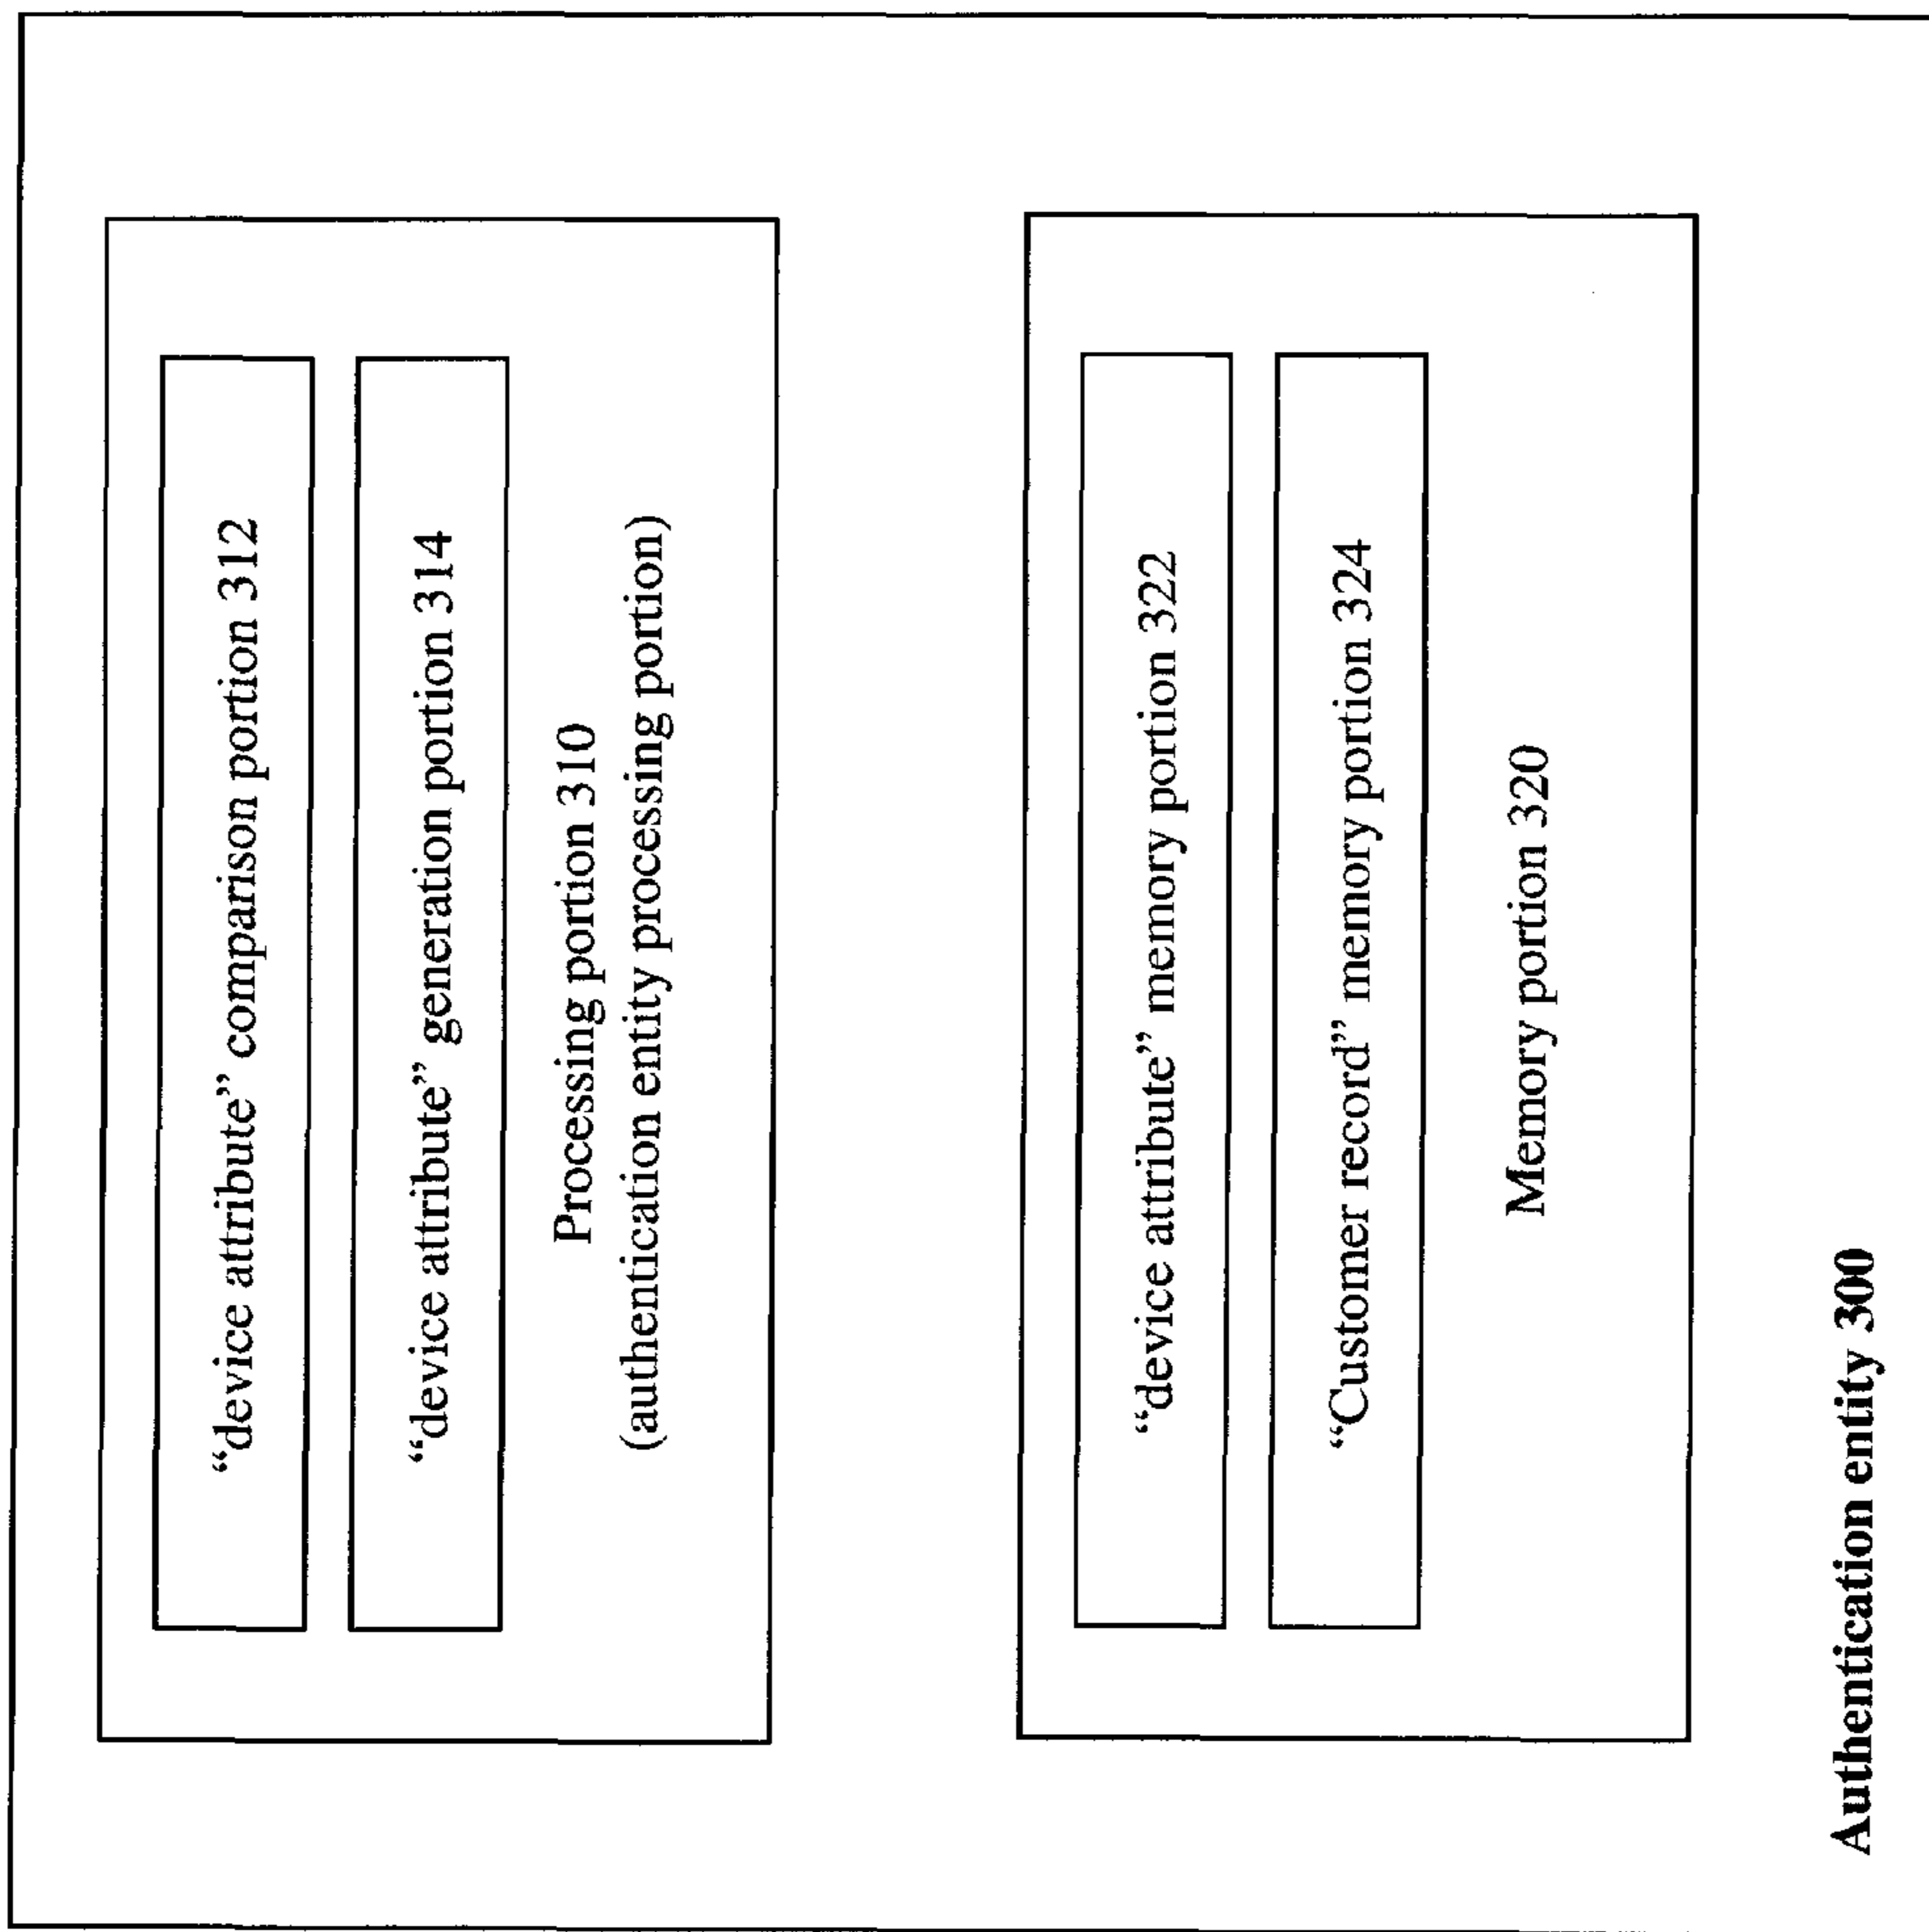 “device attribute” comparison portion 312
“device attribute” generation portion 314
Processing portion 310
(authentication entity processing portion)
“device attribute” memory portion 322
“Customer record” memory portion 324
Memory portion 320
Authentication entity 300